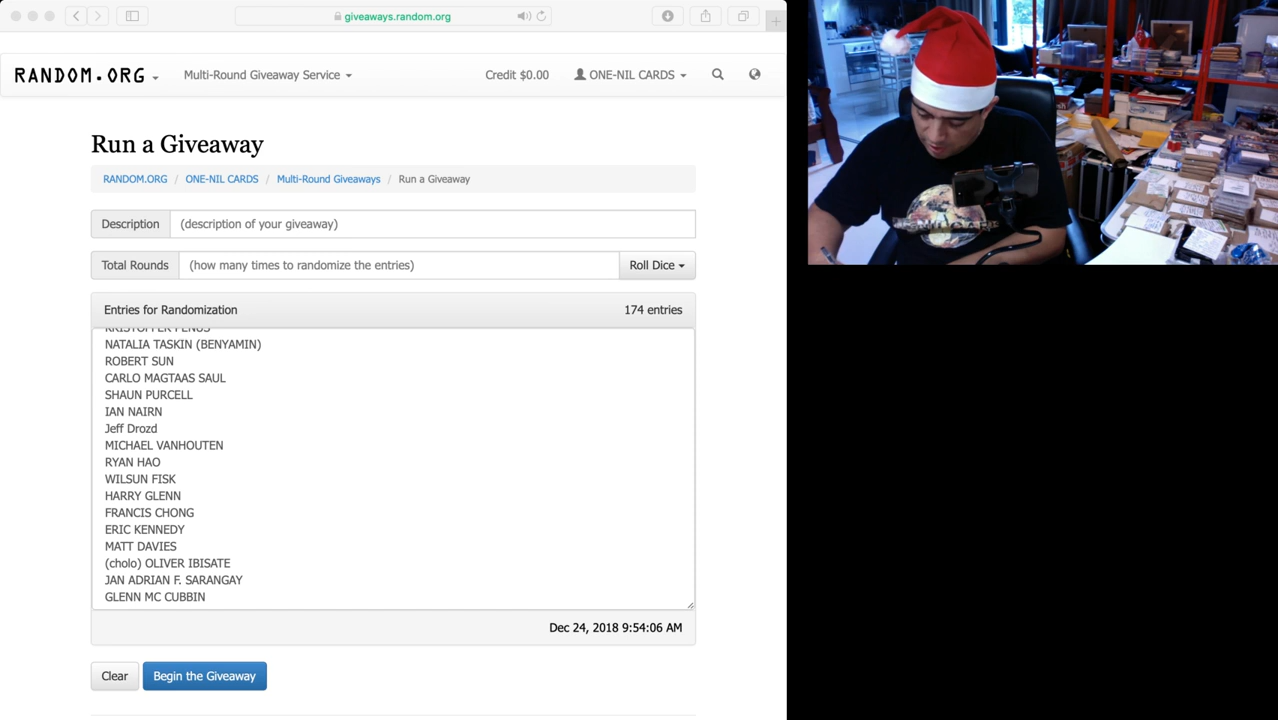 giveaways.random.org
RANDOM.ORG
Multi-Round Giveaway Service
Credit $0.00
ONE-NIL CARDS
Run a Giveaway
RANDOM.ORG / ONE-NIL CARDS / Multi-Round Giveaways / Run a Giveaway
Description (description of your giveaway)
Total Rounds (how many times to randomize the entries) Roll Dice
Entries for Randomization 174 entries
NATALIA TASKIN (BENYAMIN)
ROBERT SUN
CARLO MAGTAAS SAUL
SHAUN PURCELL
IAN NAIRN
Jeff Drozd
MICHAEL VANHOUTEN
RYAN HAO
WILSUN FISK
HARRY GLENN
FRANCIS CHONG
ERIC KENNEDY
MATT DAVIES
(cholo) OLIVER IBISATE
JAN ADRIAN F. SARANGAY
GLENN MC CUBBIN
Dec 24, 2018 9:54:06 AM
Clear
Begin the Giveaway